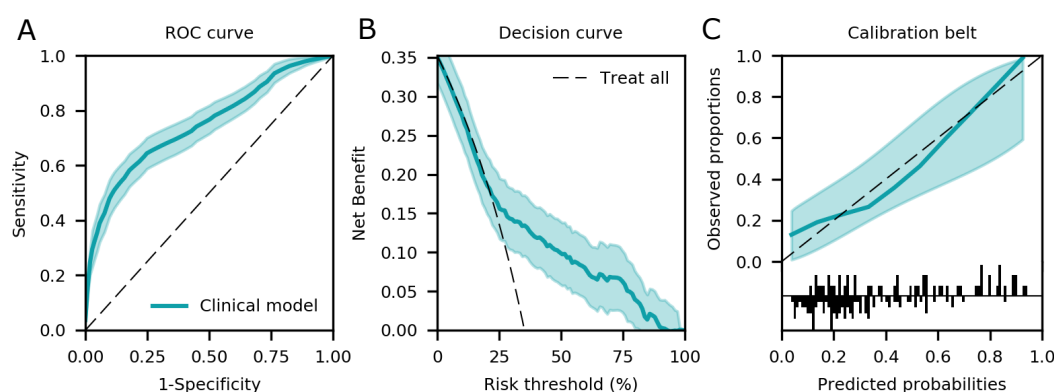 A
ROC curve
1.0
0.8
0.6
0.4
0.2
0.0
Sensitivity
Clinical model
0.00
0.25
0.50
0.75
1.00
1-Specificity
B
Decision curve
0.35
0.30
0.25
0.20
0.15
0.10
0.05
0.00
Net Benefit
Treat all
0
25
50
75
100
Risk threshold (%)
C
Calibration belt
1.0
0.8
0.6
0.4
0.2
0.0
Observed proportions
0.0
0.2
0.4
0.6
0.8
1.0
Predicted probabilities